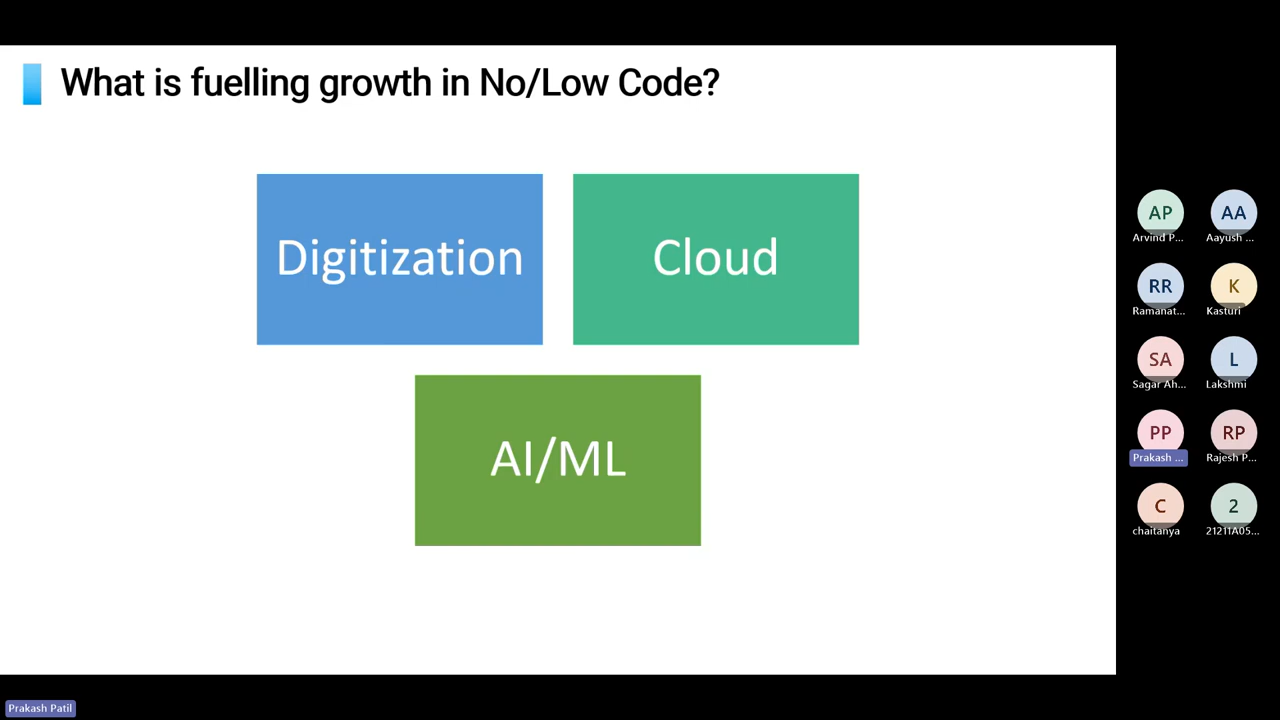 What is fuelling growth in No/Low Code?
Digitization
Cloud
AI/ML
AP
Arvind P...
AA
Aayush ...
RR
Ramanat...
K
Kasturi
SA
Sagar Ah...
L
Lakshmi
PP
Prakash ...
RP
Rajesh P...
C
chaitanya
2
21211A05...
Prakash Patil